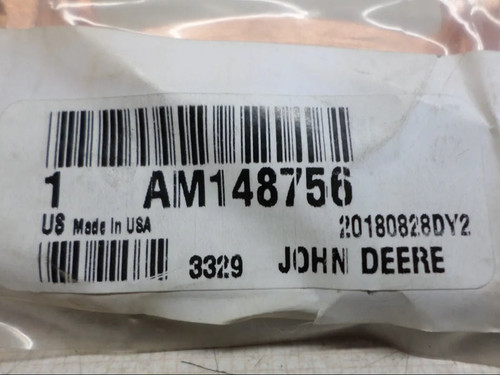 1 AM148756
US Made In USA 20180828DY2
3329 JOHN DEERE